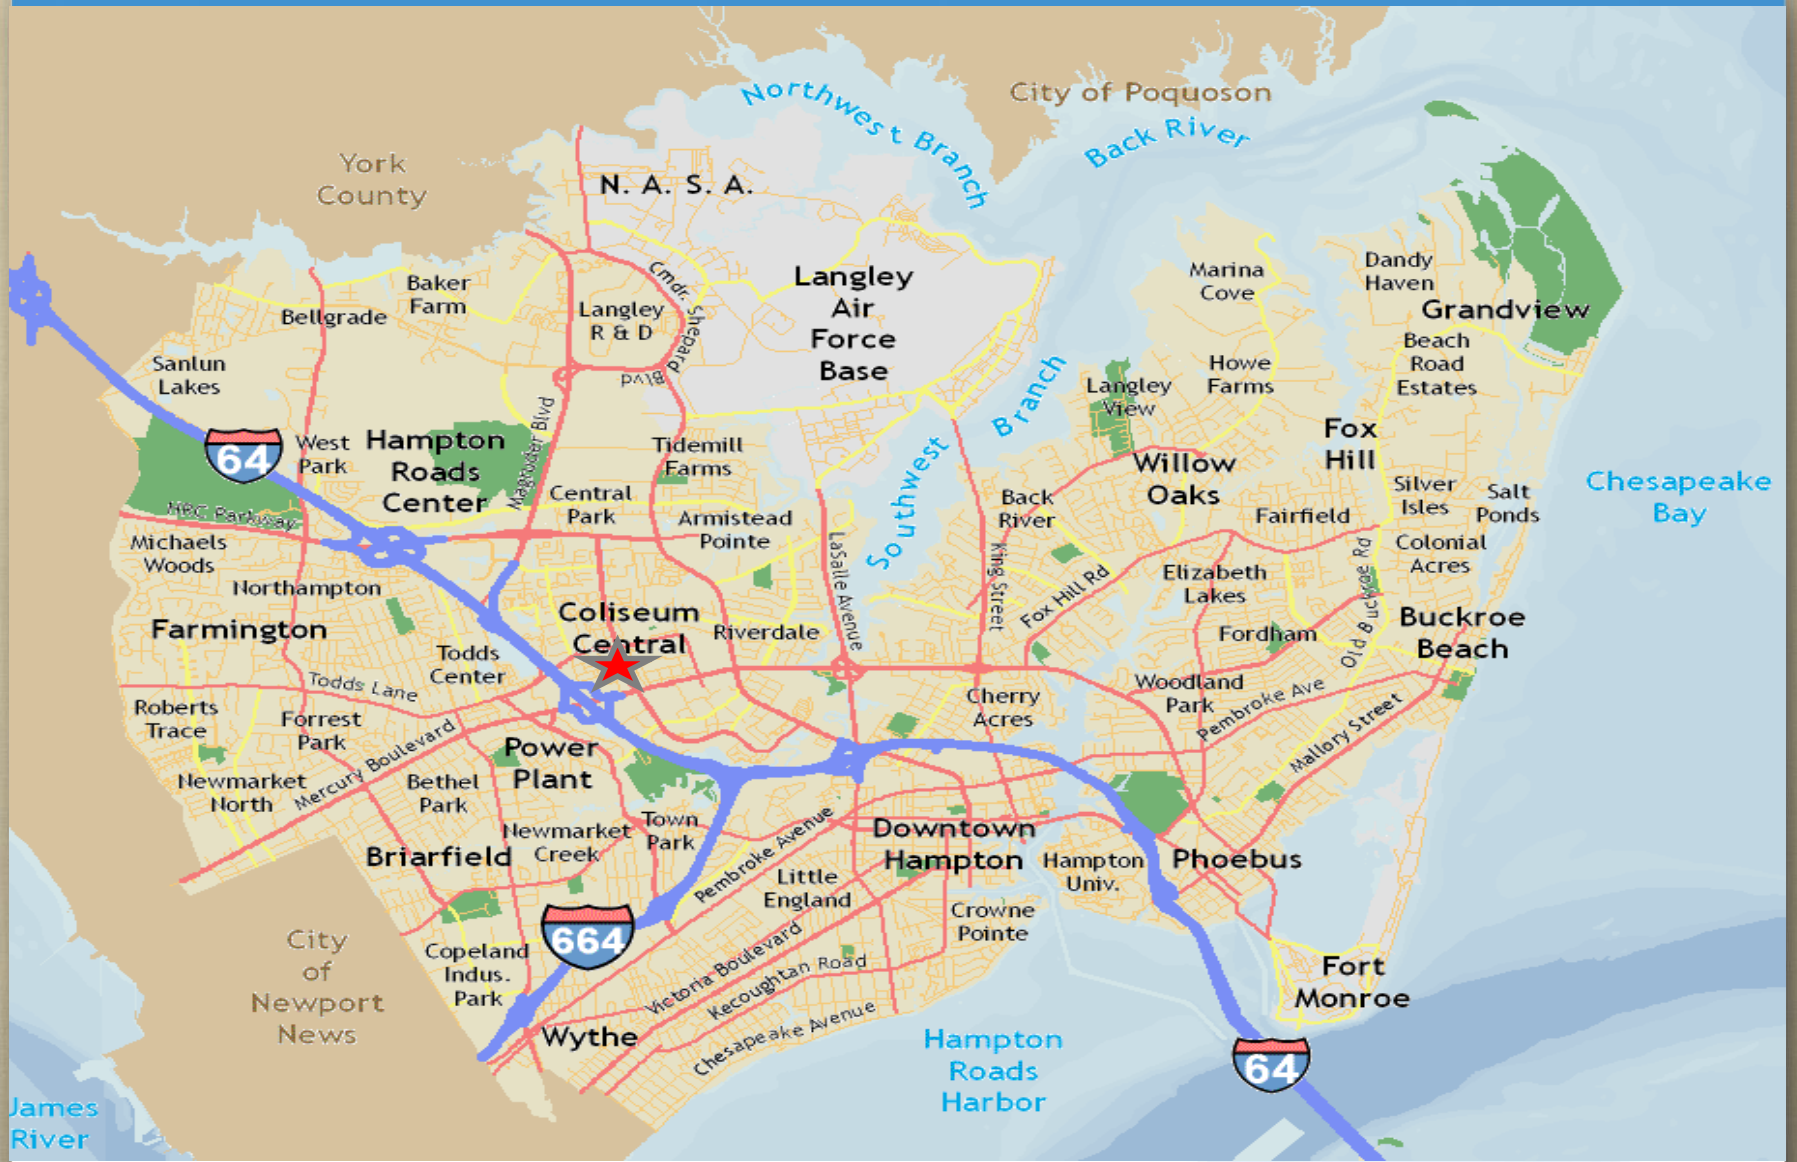 Northwest Branch
City of Poquoson
Back River
York
County
N. A. S. A.
Langley
Air
Force
Base
Cmdr. Shepard
Blvd
Langley
R & D
Baker
Farm
Bellgrade
Sanlun
Lakes
Marina
Cove
Dandy
Haven
Grandview
Beach
Road
Estates
Howe
Farms
Langley
View
Southwest Branch
64
West
Park
Hampton
Roads
Center
Magruder Blvd
Tidemill
Farms
Central
Park
Armistead
Pointe
HRC Parkway
Michaels
Woods
Northampton
Farmington
Fox
Hill
Willow
Oaks
Back
River
Fairfield
Silver
Isles
Salt
Ponds
Chesapeake
Bay
Colonial
Acres
LaSalle Avenue
King Street
Fox Hill Rd
Elizabeth
Lakes
Old Buckroe Rd
Buckroe
Beach
Fordham
Coliseum
Central
Riverdale
Todds
Center
Todds Lane
Roberts
Trace
Forrest
Park
Cherry
Acres
Woodland
Park
Pembroke Ave
Mallory Street
Mercury Boulevard
Power
Plant
Newmarket
North
Bethel
Park
Newmarket
Creek
Town
Park
Briarfield
Pembroke Avenue
Downtown
Hampton
Hampton
Univ.
Phoebus
Little
England
Crowne
Pointe
664
Copeland
Indus.
Park
City
of
Newport
News
Victoria Boulevard
Kecoughtan Road
Chesapeake Avenue
Wythe
Fort
Monroe
Hampton
Roads
Harbor
64
James
River